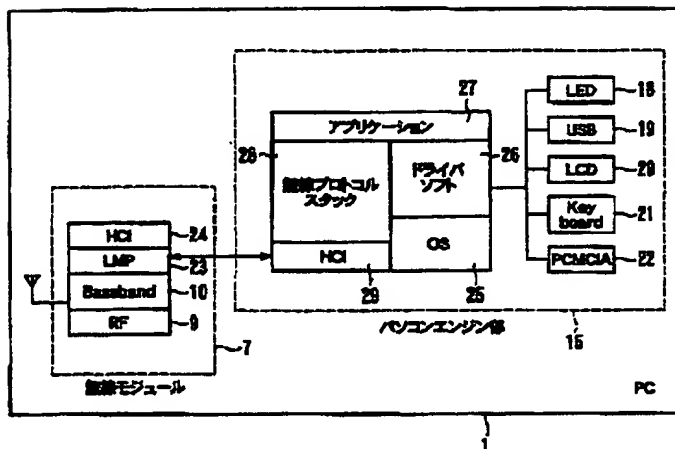 27
アプリケーション
28
無線プロトコル
スタック
26
ドライバ
ソフト
HCI
OS
29
25
LED
18
USB
19
LCD
20
Key
board
21
PCMCIA
22
HCI
24
LMP
23
Baseband
10
RF
9
7
無線モジュール
パソコンエンジン部
15
PC
1